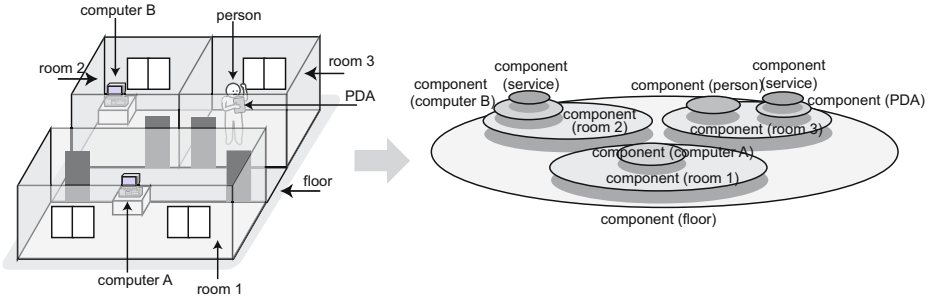 computer B
person
room 2
room 3
PDA
floor
computer A
room 1
component
(service)
component
(computer B)
component
(room 2)
component (person)
component
(service)
component (PDA)
component (room 3)
component (computer A)
component (room 1)
component (floor)